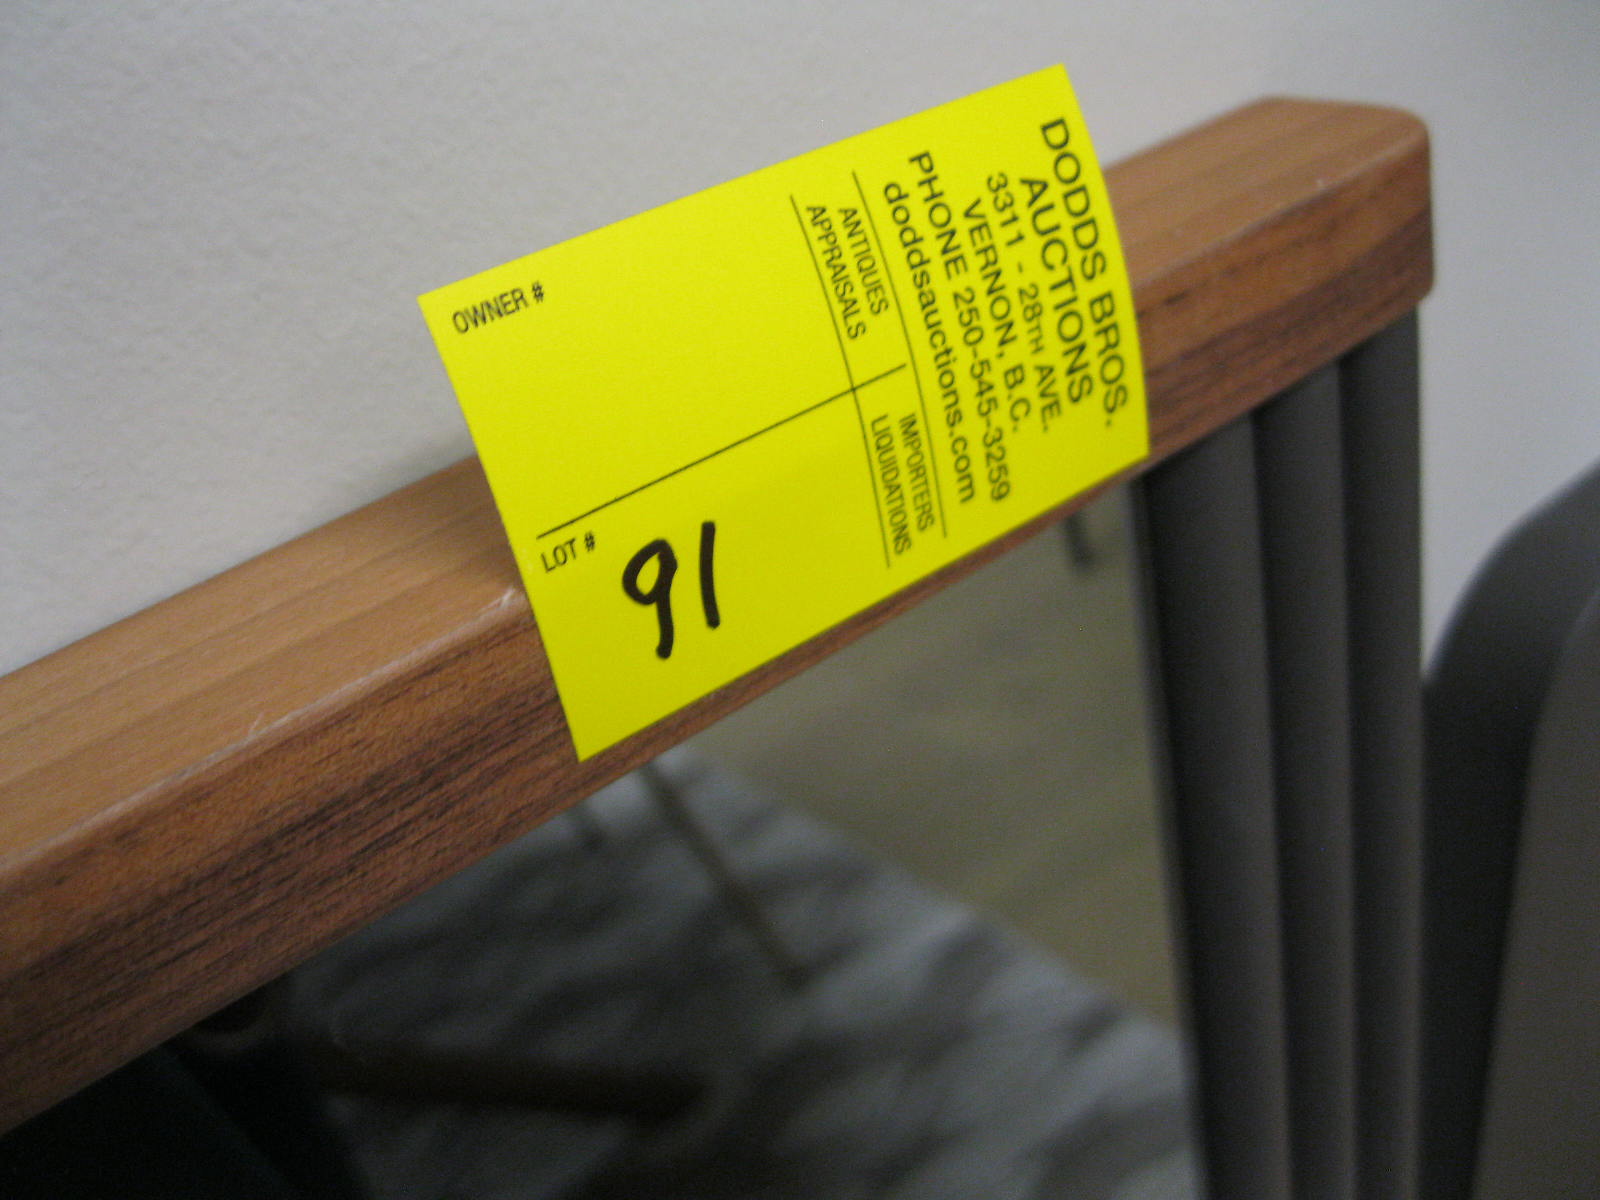 DODDS BROS.
AUCTIONS
3311 - 28TH AVE.
VERNON, B.C.
PHONE 250-545-3259
doddsauctions.com
ANTIQUES
APPRAISALS
IMPORTERS
LIQUIDATIONS
OWNER #
LOT #
91